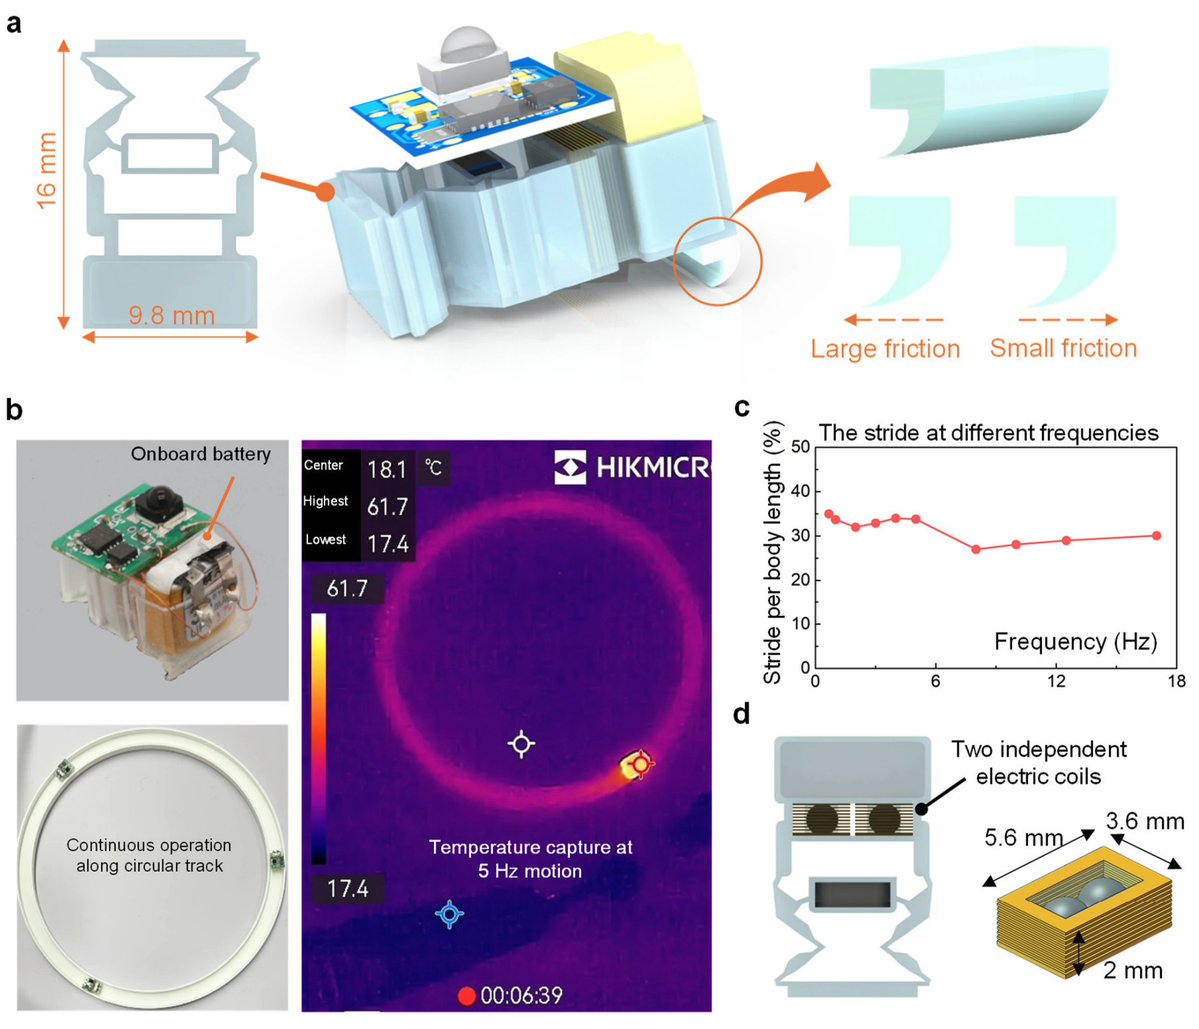 a
16 mm
9.8 mm
Large friction
Small friction
b
Onboard battery
Continuous operation
along circular track
Center 18.1 °C
Highest 61.7
Lowest 17.4
HIKMICR
61.7
17.4
Temperature capture at
5 Hz motion
00:06:39
c
The stride at different frequencies
Stride per body length (%)
50
40
30
20
10
0
0 6 12 18
Frequency (Hz)
d
Two independent
electric coils
5.6 mm
3.6 mm
2 mm